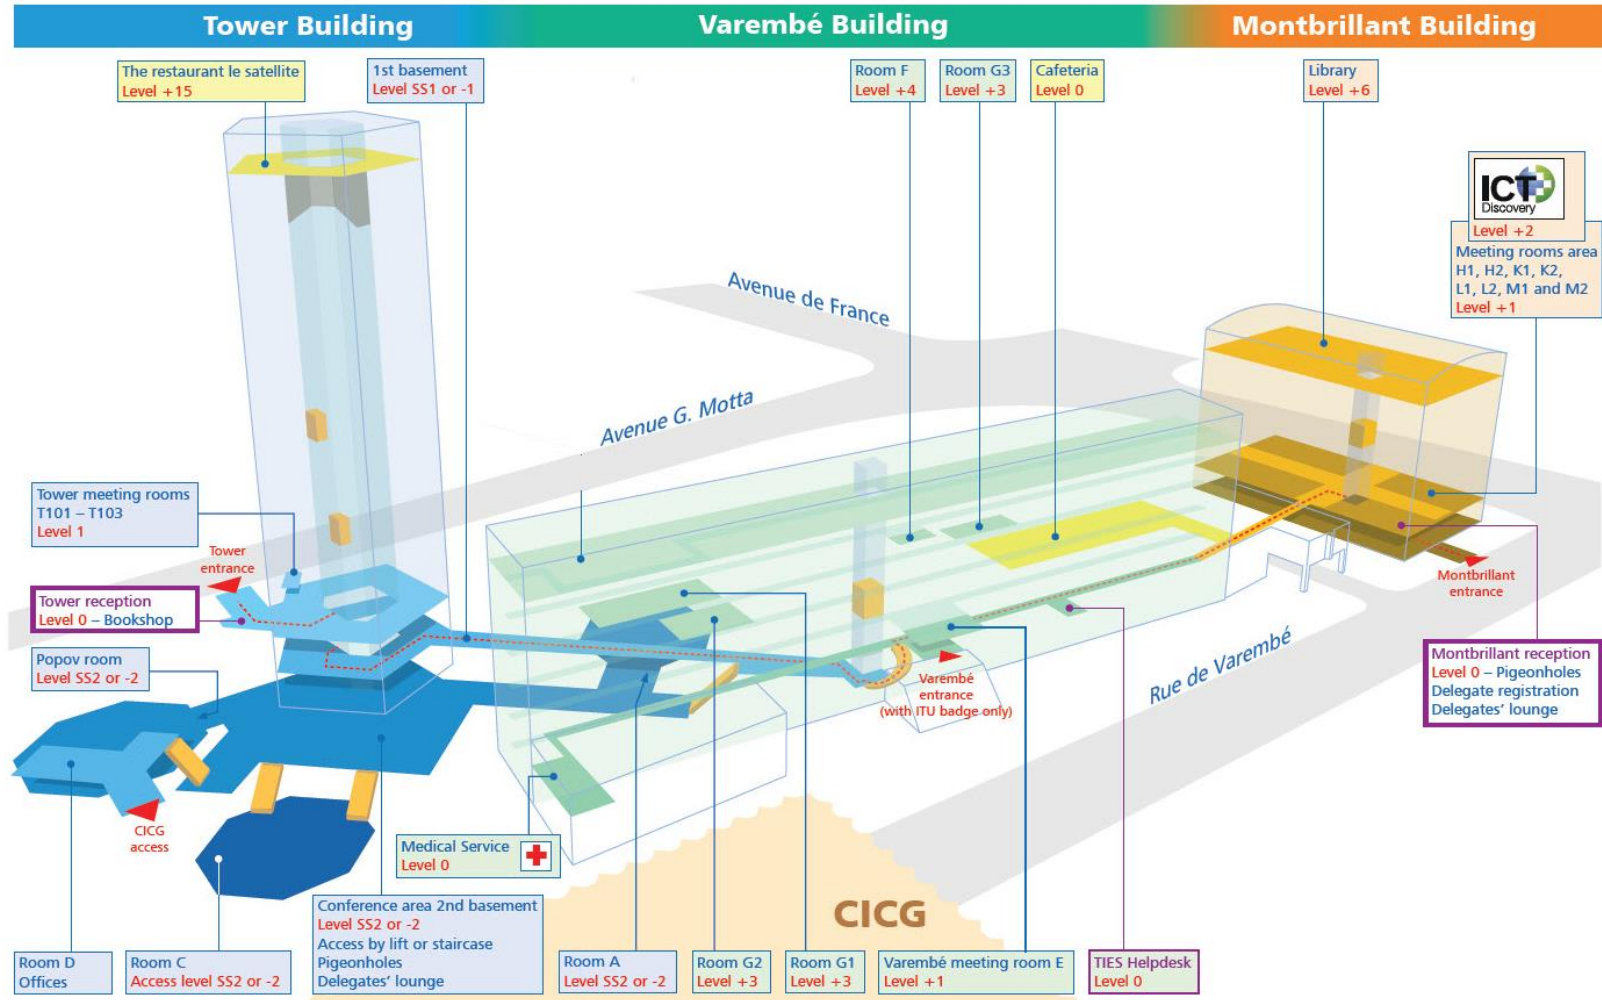 Tower Building
Varembé Building
Montbrillant Building
The restaurant le satellite
Level +15
1st basement
Level SS1 or -1
Room F
Level +4
Room G3
Level +3
Cafeteria
Level 0
Library
Level +6
ICT
Discovery
Level +2
Meeting rooms area
H1, H2, K1, K2,
L1, L2, M1 and M2
Level +1
Avenue de France
Avenue G. Motta
Tower meeting rooms
T101 – T103
Level 1
Tower
entrance
Tower reception
Level 0 – Bookshop
Popov room
Level SS2 or -2
Montbrillant
entrance
Rue de Varembé
Montbrillant reception
Level 0 – Pigeonholes
Delegate registration
Delegates' lounge
Varembé
entrance
(with ITU badge only)
CICG
access
Medical Service
Level 0
CICG
Room D
Offices
Room C
Access level SS2 or -2
Conference area 2nd basement
Level SS2 or -2
Access by lift or staircase
Pigeonholes
Delegates' lounge
Room A
Level SS2 or -2
Room G2
Level +3
Room G1
Level +3
Varembé meeting room E
Level +1
TIES Helpdesk
Level 0